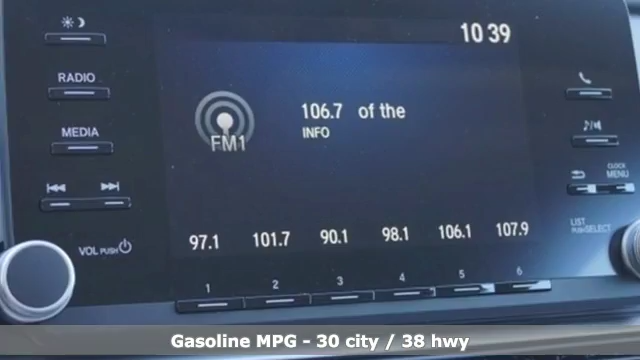 10 39
RADIO
106.7 of the
INFO
FM1
MEDIA
CLOCK
MENU
VOL PUSH
LIST
PUSH SELECT
97.1 101.7 90.1 98.1 106.1 107.9
1 2 3 4 5 6
Gasoline MPG - 30 city / 38 hwy